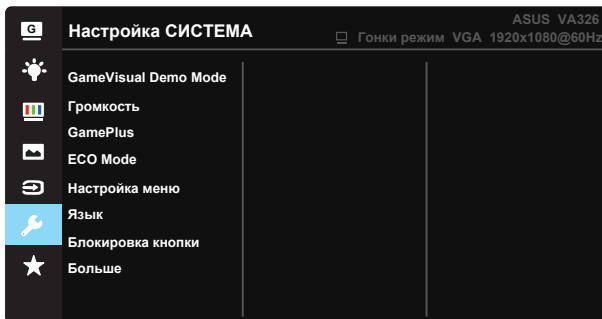 G
Настройка СИСТЕМА
ASUS VA326
Гонки режим VGA 1920x1080@60Hz
GameVisual Demo Mode
Громкость
GamePlus
ECO Mode
Настройка меню
Язык
Блокировка кнопки
Больше